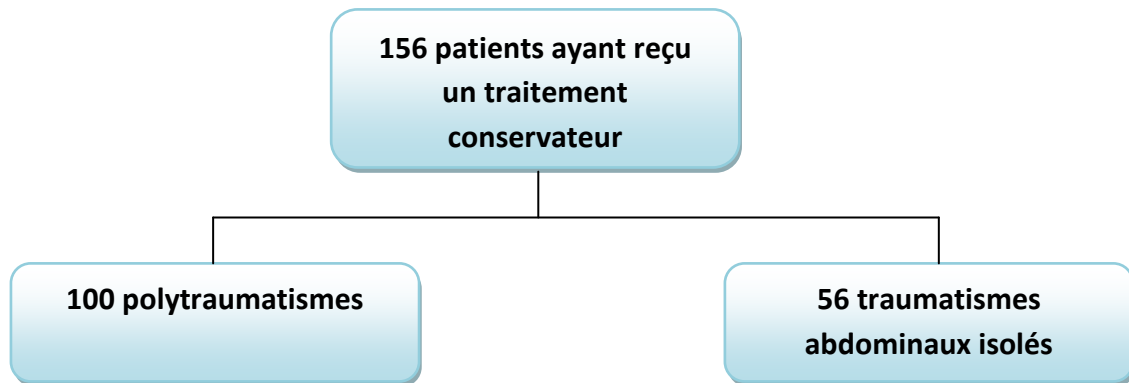 156 patients ayant reçu
un traitement
conservateur
100 polytraumatismes
56 traumatismes
abdominaux isolés